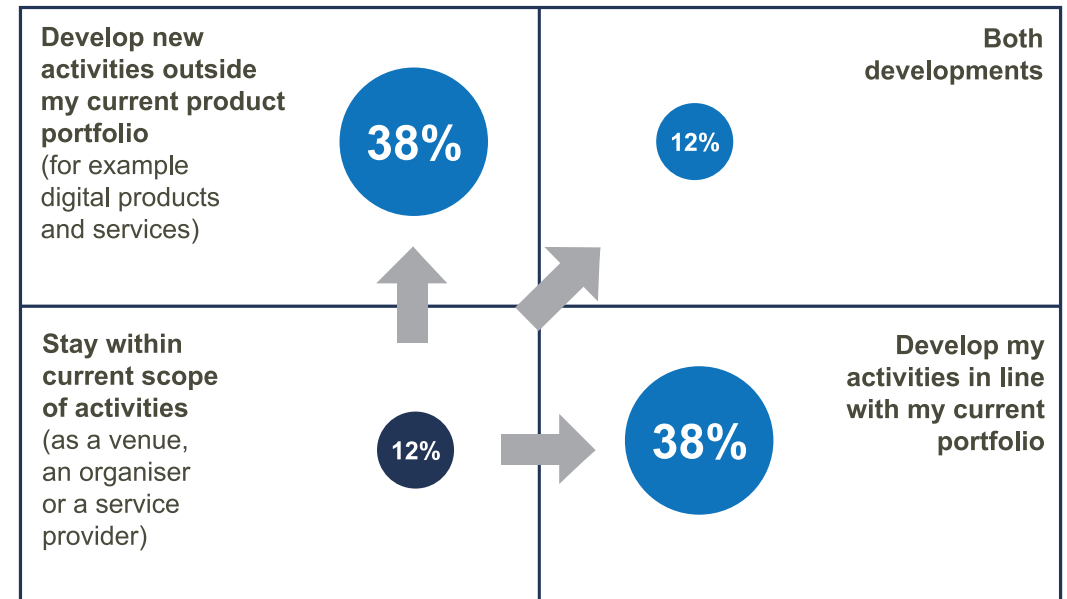 Develop new
activities outside
my current product
portfolio
(for example
digital products
and services)
38%
Both
developments
12%
Stay within
current scope
of activities
(as a venue,
an organiser
or a service
provider)
12%
Develop my
activities in line
with my current
portfolio
38%